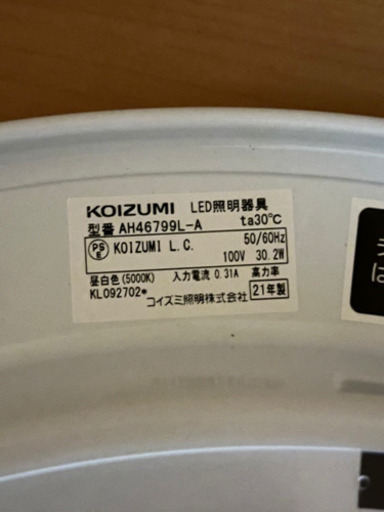 KOIZUMI LED照明器具
型番 AH46799L-A ta30℃
PS E KOIZUMI L.C. 50/60Hz
100V 30.2W
昼白色(5000K) 入力電流 0.31A 高力率
KL092702*
コイズミ照明株式会社 21年製